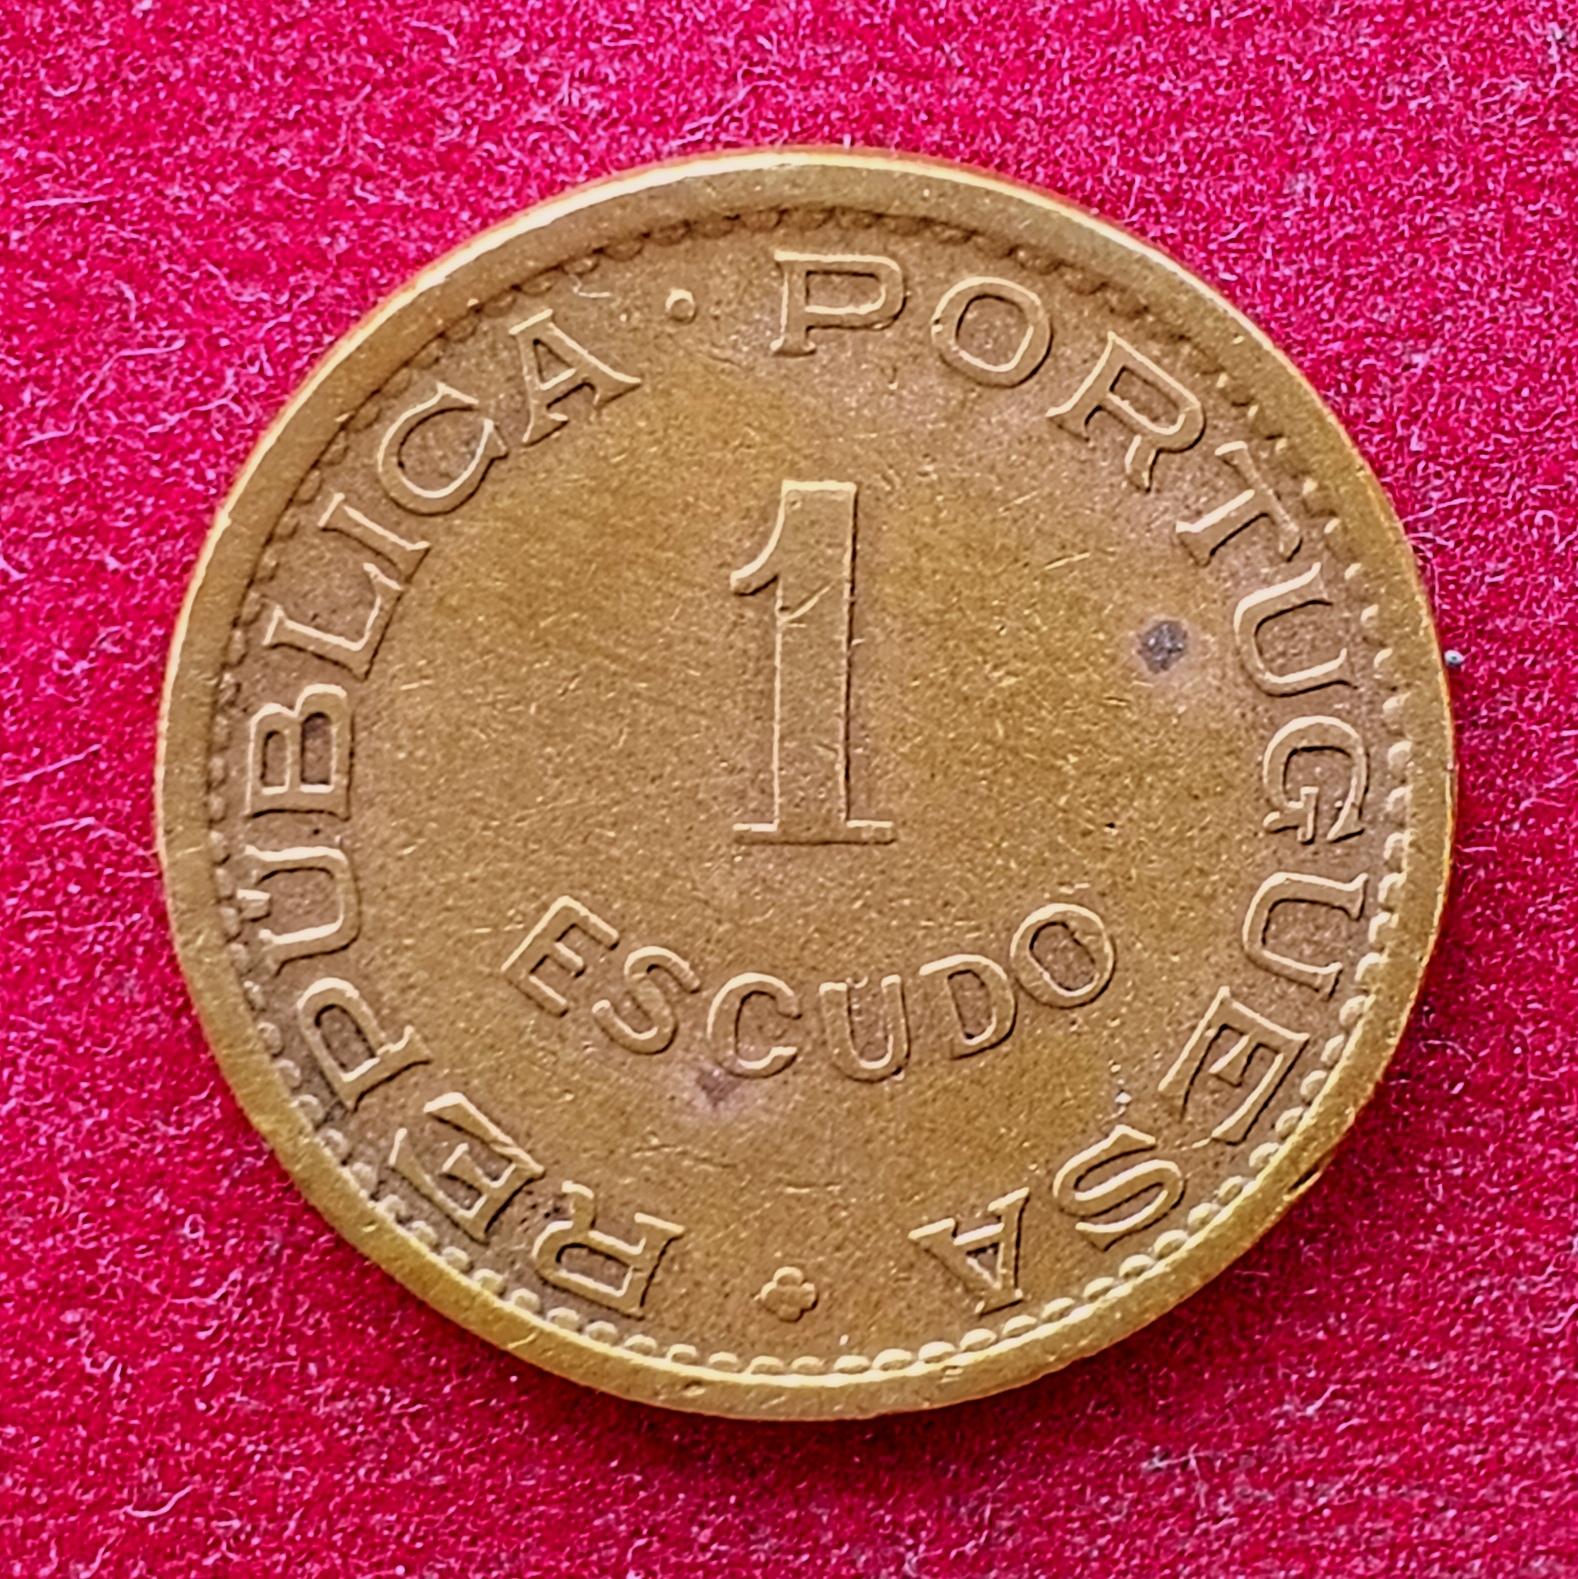 REPÚBLICA · PORTUGUESA
1
ESCUDO